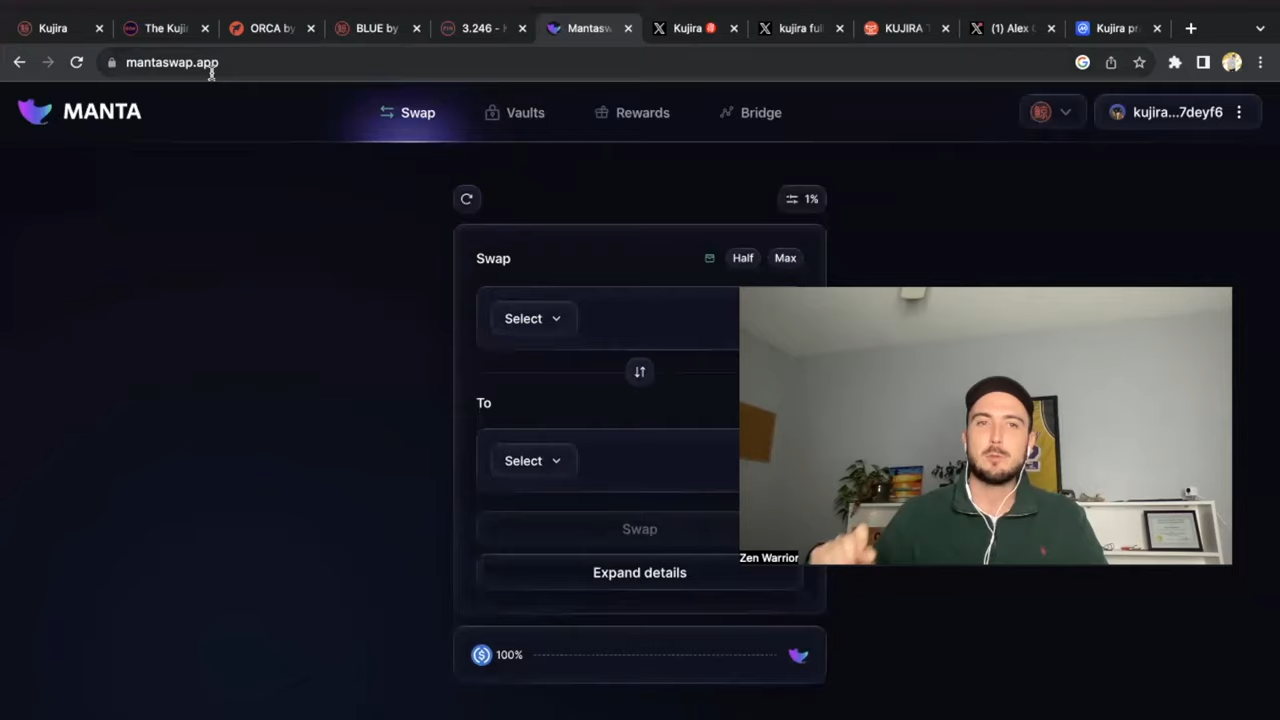 Kujira
The Kuji
ORCA by
BLUE by
3.246 -
Mantasw
Kujira
kujira ful
KUJIRA
(1) Alex
Kujira pr
mantaswap.app
MANTA
Swap
Vaults
Rewards
Bridge
鯨
kujira...7deyf6
1%
Swap
Half
Max
Select
To
Select
Swap
Expand details
Zen Warrior
100%